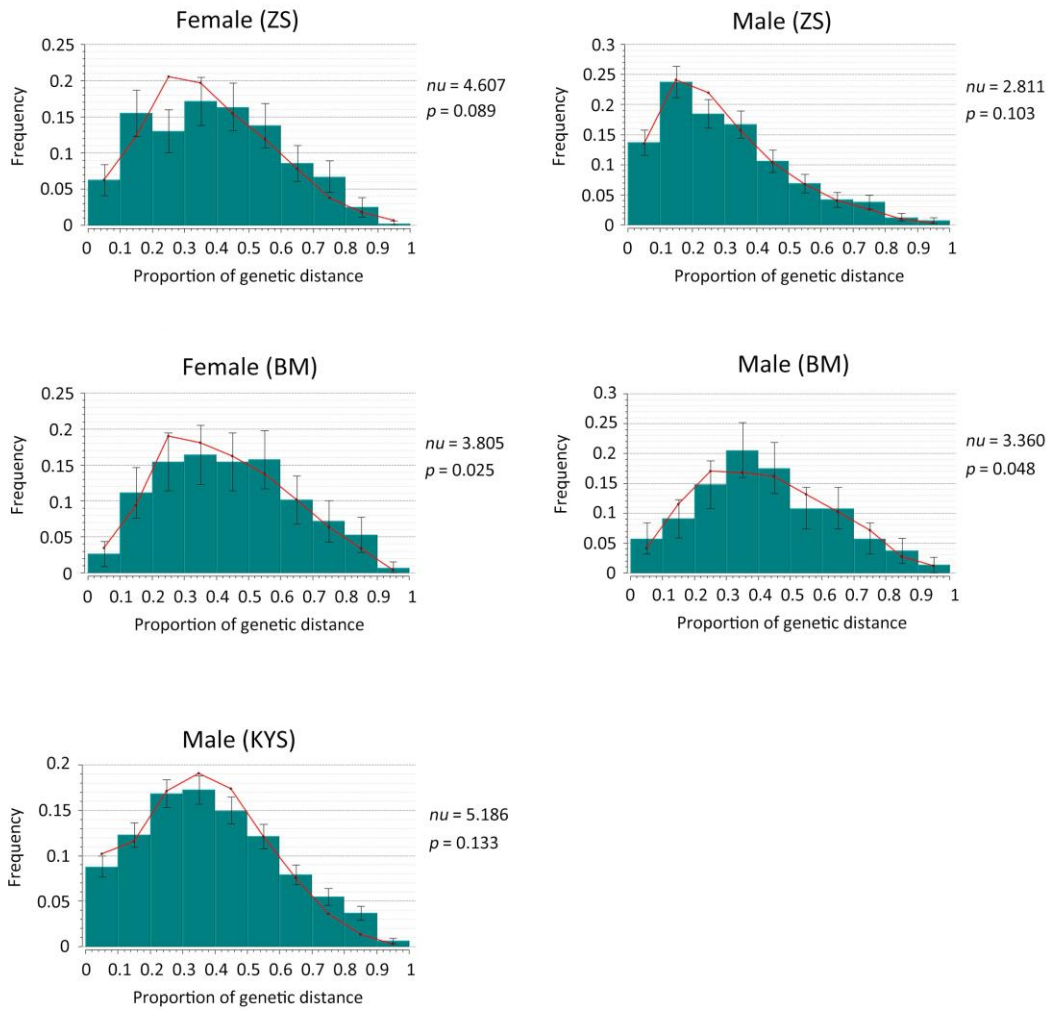 Female (ZS)
0.25
0.2
0.15
0.1
0.05
0
Frequency
0 0.1 0.2 0.3 0.4 0.5 0.6 0.7 0.8 0.9 1
Proportion of genetic distance
nu = 4.607
p = 0.089
Male (ZS)
0.3
0.25
0.2
0.15
0.1
0.05
0
Frequency
0 0.1 0.2 0.3 0.4 0.5 0.6 0.7 0.8 0.9 1
Proportion of genetic distance
nu = 2.811
p = 0.103
Female (BM)
0.25
0.2
0.15
0.1
0.05
0
Frequency
0 0.1 0.2 0.3 0.4 0.5 0.6 0.7 0.8 0.9 1
Proportion of genetic distance
nu = 3.805
p = 0.025
Male (BM)
0.3
0.2
0.2
0.15
0.1
0.05
0
Frequency
0 0.1 0.2 0.3 0.4 0.5 0.6 0.7 0.8 0.9 1
Proportion of genetic distance
nu = 3.360
p = 0.048
Male (KYS)
0.2
0.15
0.1
0.05
0
Frequency
0 0.1 0.2 0.3 0.4 0.5 0.6 0.7 0.8 0.9 1
Proportion of genetic distance
nu = 5.186
p = 0.133